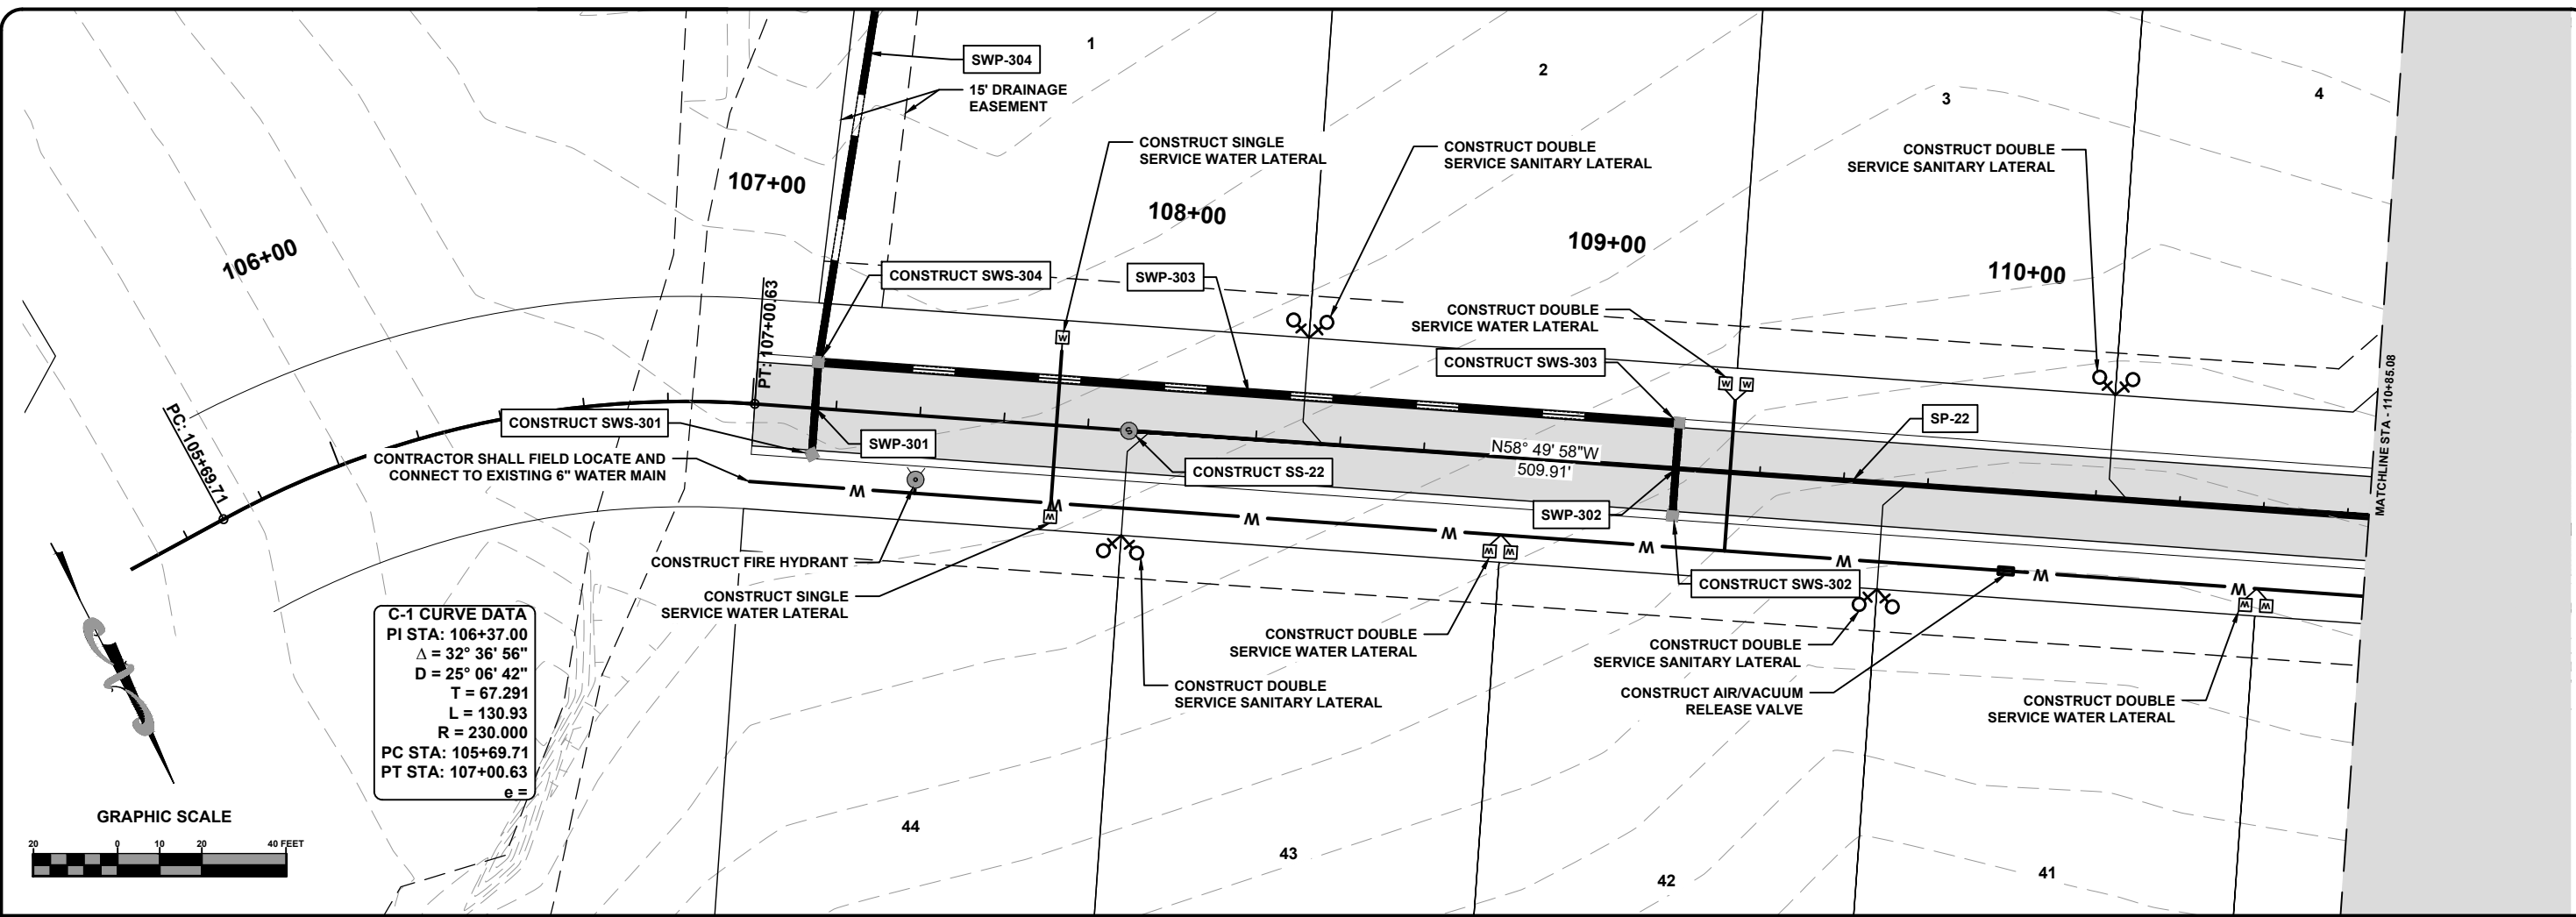 1
2
3
4
SWP-304
15' DRAINAGE
EASEMENT
CONSTRUCT SINGLE
SERVICE WATER LATERAL
CONSTRUCT DOUBLE
SERVICE SANITARY LATERAL
CONSTRUCT DOUBLE
SERVICE SANITARY LATERAL
106+00
107+00
108+00
109+00
110+00
CONSTRUCT SWS-304
SWP-303
CONSTRUCT DOUBLE
SERVICE WATER LATERAL
CONSTRUCT SWS-303
PT: 107+00.63
W
W W
MATCHLINE STA - 110+85.08
PC: 105+69.71
CONSTRUCT SWS-301
SWP-301
SP-22
S
CONTRACTOR SHALL FIELD LOCATE AND
CONNECT TO EXISTING 6" WATER MAIN
CONSTRUCT SS-22
N58° 49' 58"W
509.91'
SWP-302
W W W W W W W W
W
W W
W W
CONSTRUCT FIRE HYDRANT
CONSTRUCT SINGLE
SERVICE WATER LATERAL
CONSTRUCT SWS-302
CONSTRUCT DOUBLE
SERVICE WATER LATERAL
CONSTRUCT DOUBLE
SERVICE SANITARY LATERAL
CONSTRUCT DOUBLE
SERVICE SANITARY LATERAL
CONSTRUCT AIR/VACUUM
RELEASE VALVE
CONSTRUCT DOUBLE
SERVICE WATER LATERAL
C-1 CURVE DATA
PI STA: 106+37.00
Δ = 32° 36' 56"
D = 25° 06' 42"
T = 67.291
L = 130.93
R = 230.000
PC STA: 105+69.71
PT STA: 107+00.63
e =
GRAPHIC SCALE
20 0 10 20 40 FEET
44
43
42
41